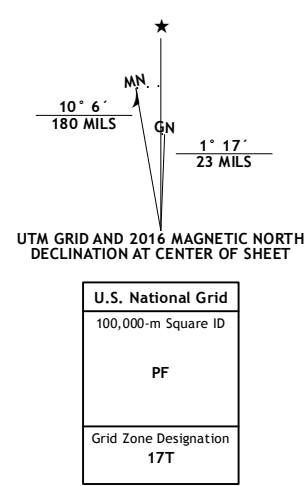 MN
10° 6´
180 MILS
GN
1° 17´
23 MILS
UTM GRID AND 2016 MAGNETIC NORTH
DECLINATION AT CENTER OF SHEET
U.S. National Grid
100,000-m Square ID
PF
Grid Zone Designation
17T